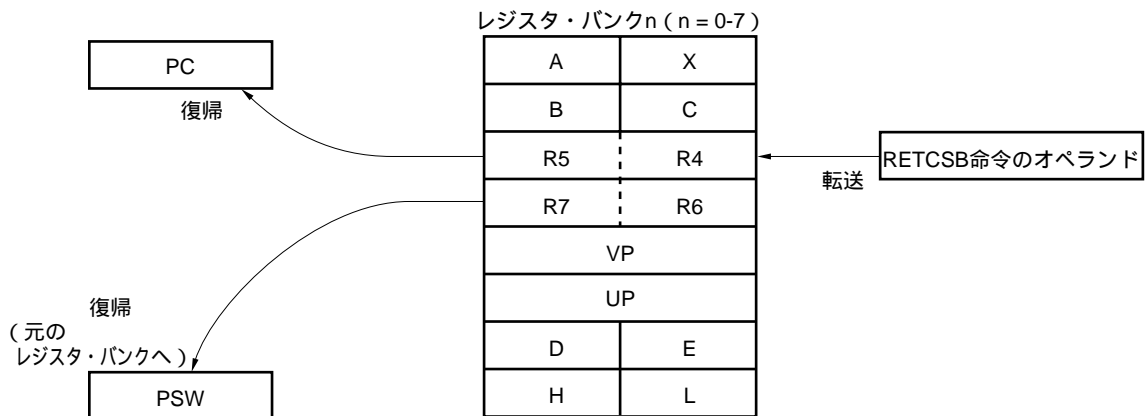 レジスタ・バンクn(n = 0-7)
PC
A X
復帰
B C
R5 R4
RETCSB命令のオペランド
転送
R7 R6
VP
UP
復帰
(元の
レジスタ・バンクへ)
D E
PSW
H L